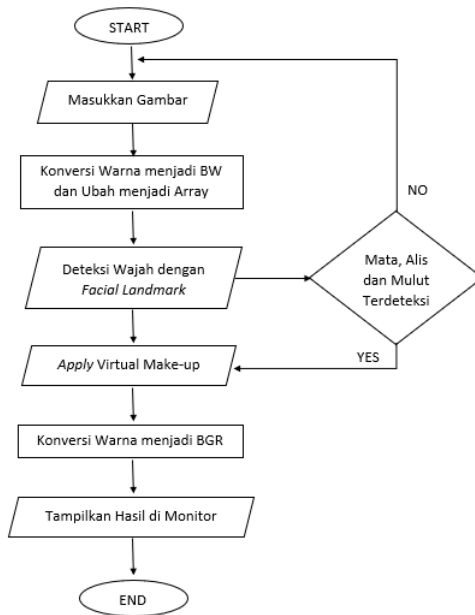 START
Masukkan Gambar
Konversi Warna menjadi BW
dan Ubah menjadi Array
NO
Deteksi Wajah dengan
Facial Landmark
Mata, Alis
dan Mulut
Terdeteksi
YES
Apply Virtual Make-up
Konversi Warna menjadi BGR
Tampilkan Hasil di Monitor
END